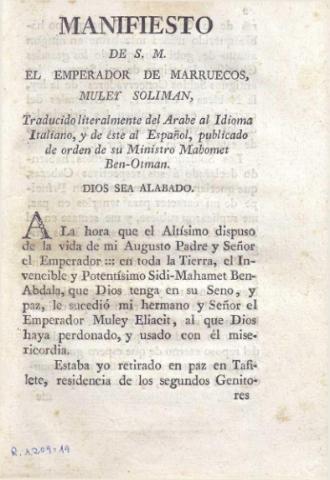 MANIFIESTO
DE S. M.
EL EMPERADOR DE MARRUECOS,
MULEY SOLIMAN,
Traducido literalmente del Arabe al Idioma
Italiano, y de éste al Español, publicado
de orden de su Ministro Mahomet
Ben-Otman.
DIOS SEA ALABADO.
A La hora que el Altísimo dispuso
de la vida de mi Augusto Padre y Señor
el Emperador ::: en toda la Tierra, el In-
vencible y Potentísimo Sidi-Mahamet Ben-
Abdala, que Dios tenga en su Seno, y
paz, le sucedió mi hermano y Señor el
Emperador Muley Eliacit, al que Dios
haya perdonado, y usado con él mise-
ricordia.
Estaba yo retirado en paz en Tafi-
lete, residencia de los segundos Genito-
res